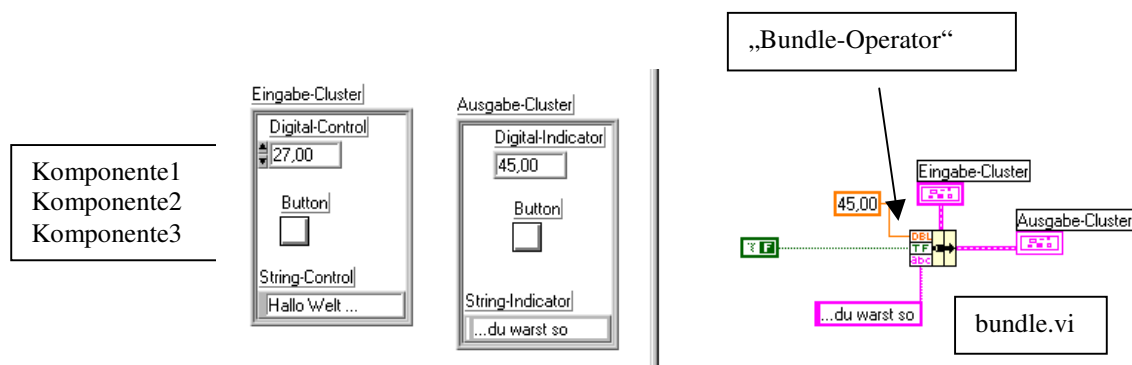 „Bundle-Operator“
Eingabe-Cluster
Digital-Control
27,00
Button
String-Control
Hallo Welt ...
Ausgabe-Cluster
Digital-Indicator
45,00
Button
String-Indicator
...du warst so
Komponente1
Komponente2
Komponente3
Eingabe-Cluster
45,00
Ausgabe-Cluster
DBL
TF
abc
F
...du warst so
bundle.vi